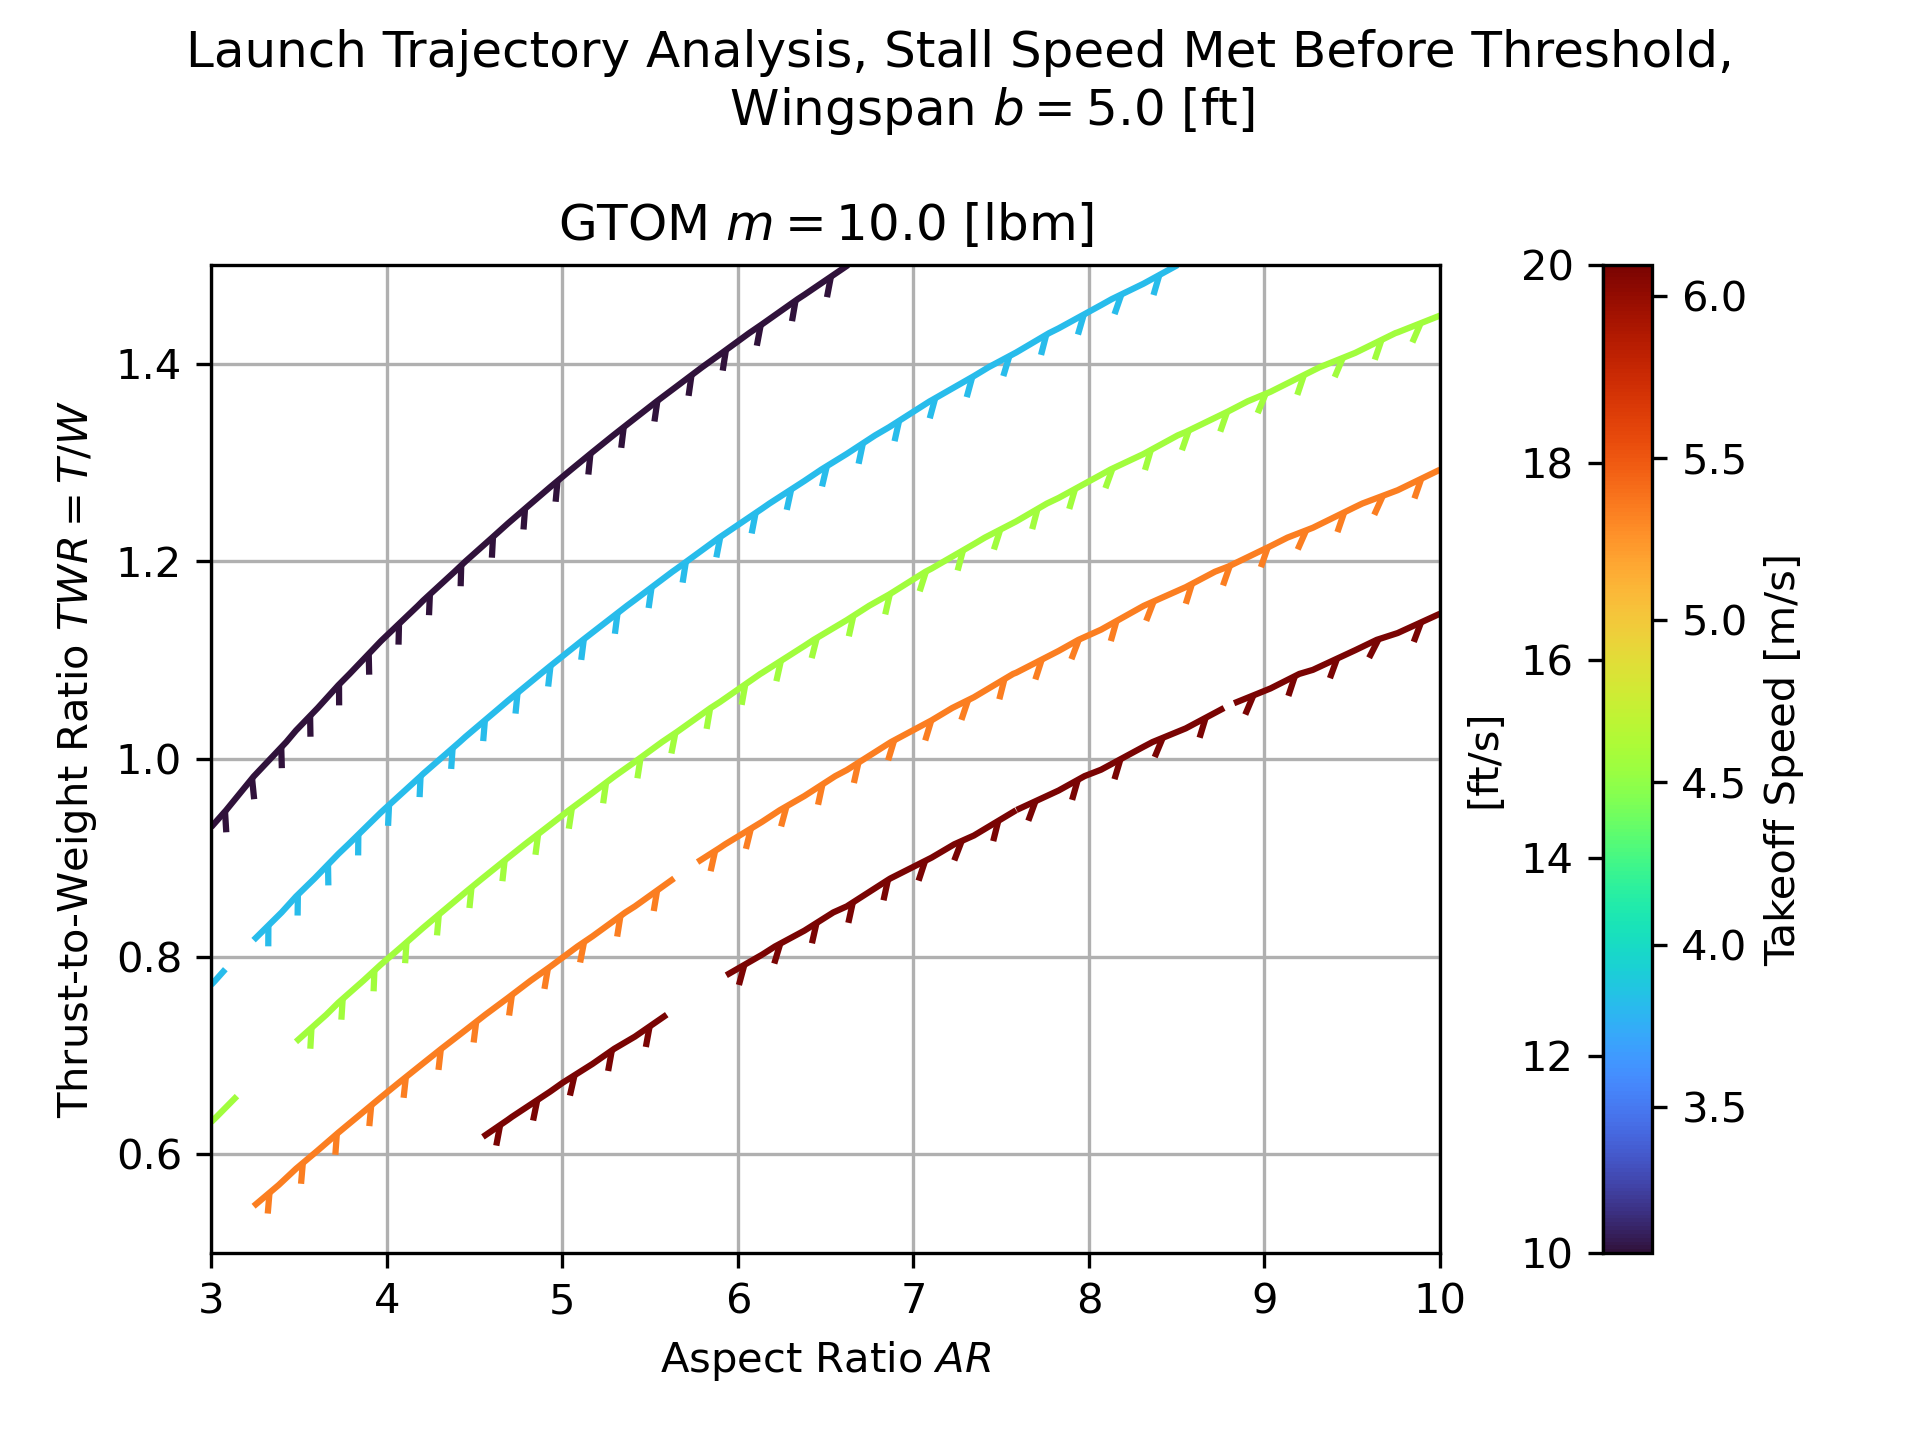 Launch Trajectory Analysis, Stall Speed Met Before Threshold,
Wingspan b = 5.0 [ft]
GTOM m = 10.0 [lbm]
Thrust-to-Weight Ratio TWR = T/W
1.4
1.2
1.0
0.8
0.6
3 4 5 6 7 8 9 10
Aspect Ratio AR
[ft/s]
20
18
16
14
12
10
6.0
5.5
5.0
4.5
4.0
3.5
Takeoff Speed [m/s]